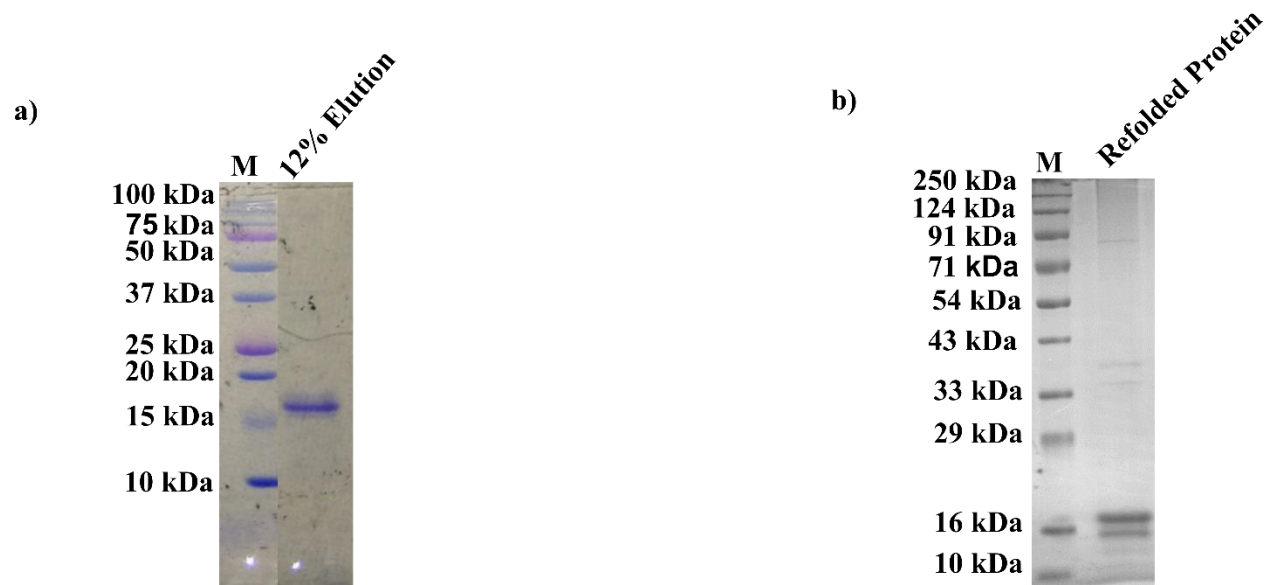 a)
M
12% Elution
100 kDa
75 kDa
50 kDa
37 kDa
25 kDa
20 kDa
15 kDa
10 kDa
b)
M
Refolded Protein
250 kDa
124 kDa
91 kDa
71 kDa
54 kDa
43 kDa
33 kDa
29 kDa
16 kDa
10 kDa